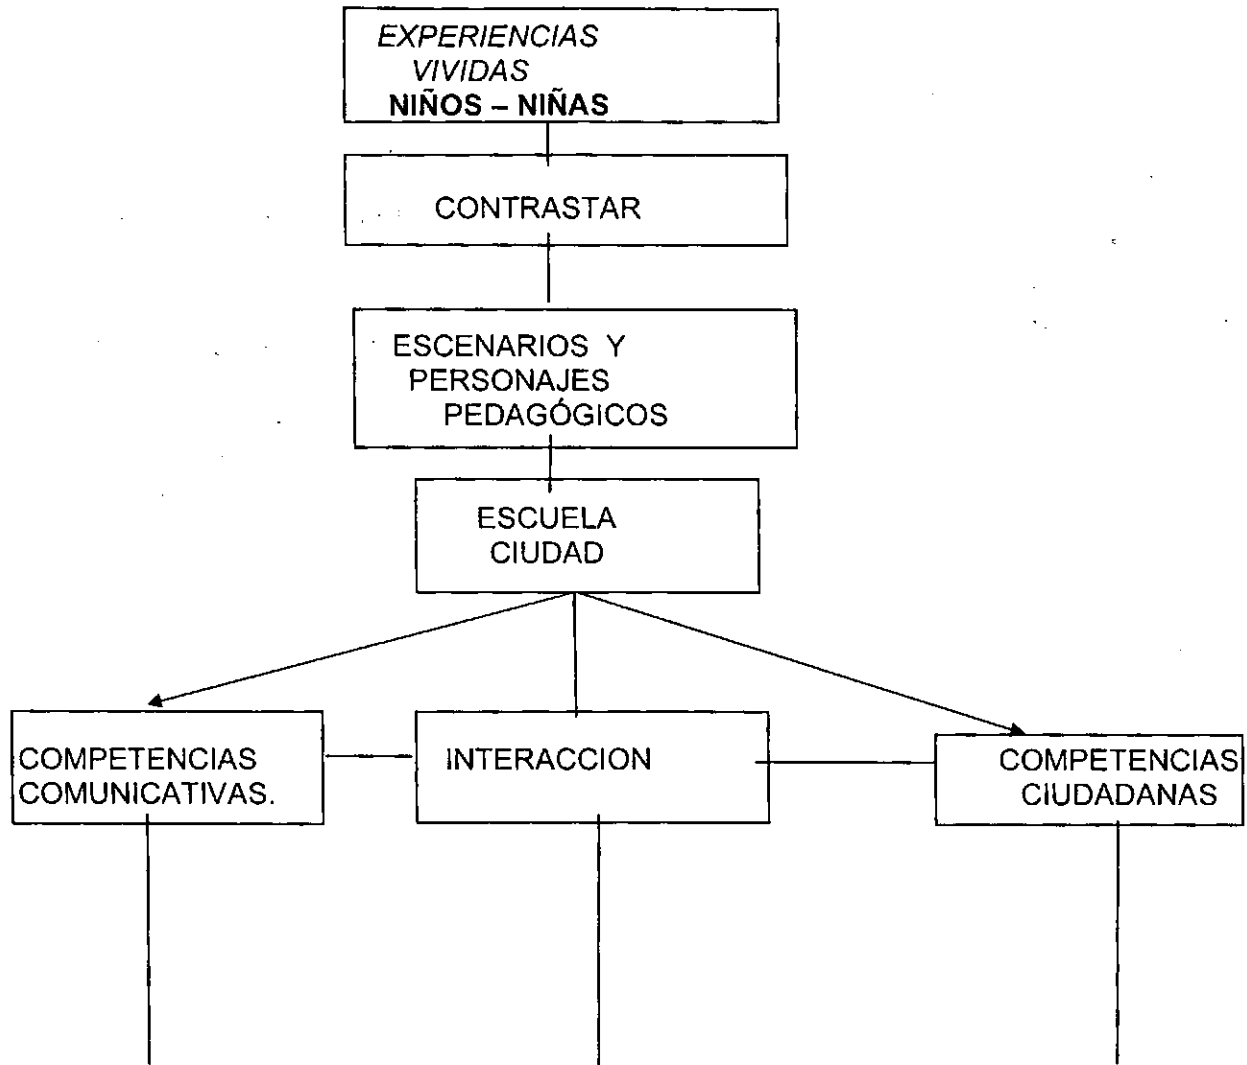 EXPERIENCIAS
VIVIDAS
NIÑOS – NIÑAS
CONTRASTAR
ESCENARIOS Y
PERSONAJES
PEDAGÓGICOS
ESCUELA
CIUDAD
COMPETENCIAS
COMUNICATIVAS.
INTERACCION
COMPETENCIAS
CIUDADANAS